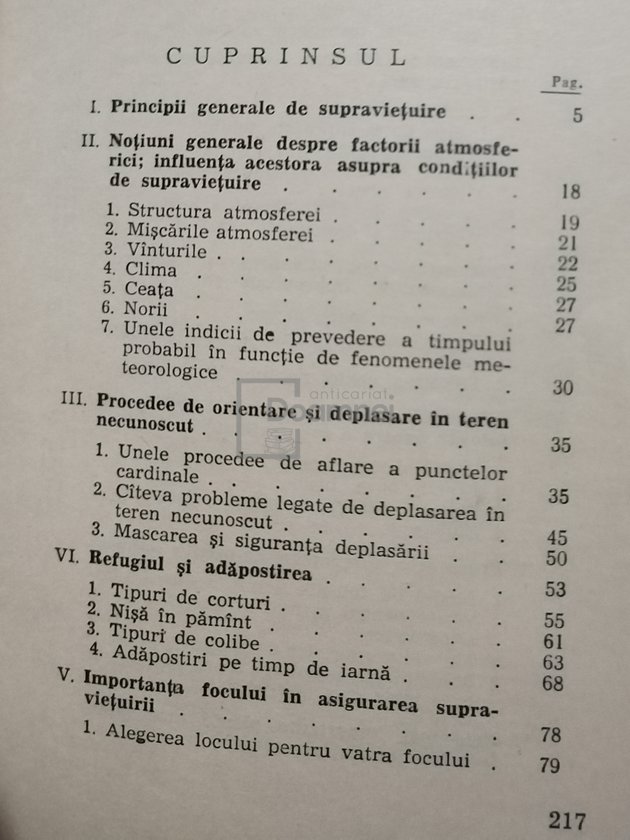 CUPRINSUL
Pag.
I. Principii generale de supraviețuire . . 5
II. Noțiuni generale despre factorii atmosfe-
rici; influența acestora asupra condițiilor
de supraviețuire . . . . . 18
1. Structura atmosferei . . . . . 19
2. Mișcările atmosferei . . . . . 21
3. Vînturile . . . . . . . . 22
4. Clima . . . . . . . . 25
5. Ceața . . . . . . . . 27
6. Norii . . . . . . . . 27
7. Unele indicii de prevedere a timpului
probabil în funcție de fenomenele me-
teorologice . . . . . . . 30
III. Procedee de orientare și deplasare în teren
necunoscut . . . . . . . . 35
1. Unele procedee de aflare a punctelor
cardinale . . . . . . . . 35
2. Cîteva probleme legate de deplasarea în
teren necunoscut . . . . . . 45
3. Mascarea și siguranța deplasării . . 50
VI. Refugiul și adăpostirea . . . . . 53
1. Tipuri de corturi . . . . . . 55
2. Nișă în pămînt . . . . . . 61
3. Tipuri de colibe . . . . . . 63
4. Adăpostiri pe timp de iarnă . . . 68
V. Importanța focului în asigurarea supra-
viețuirii . . . . . . . . 78
1. Alegerea locului pentru vatra focului . 79
217
anticariat